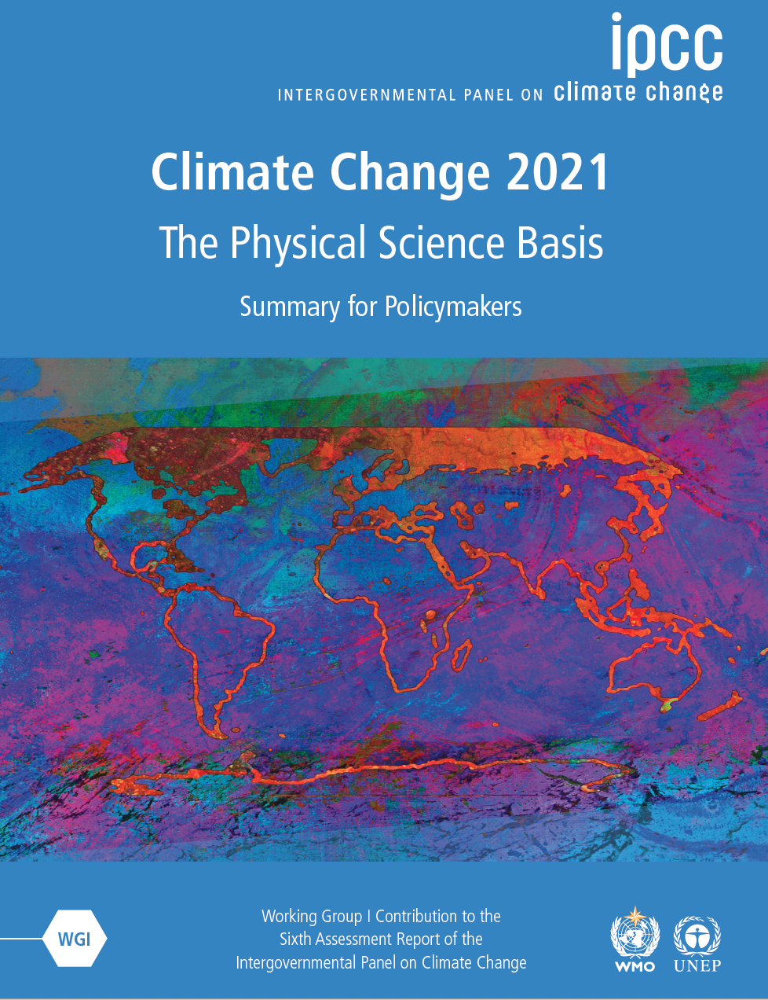 ipcc
INTERGOVERNMENTAL PANEL ON climate change
Climate Change 2021
The Physical Science Basis
Summary for Policymakers
WGI
Working Group I Contribution to the
Sixth Assessment Report of the
Intergovernmental Panel on Climate Change
WMO
UNEP